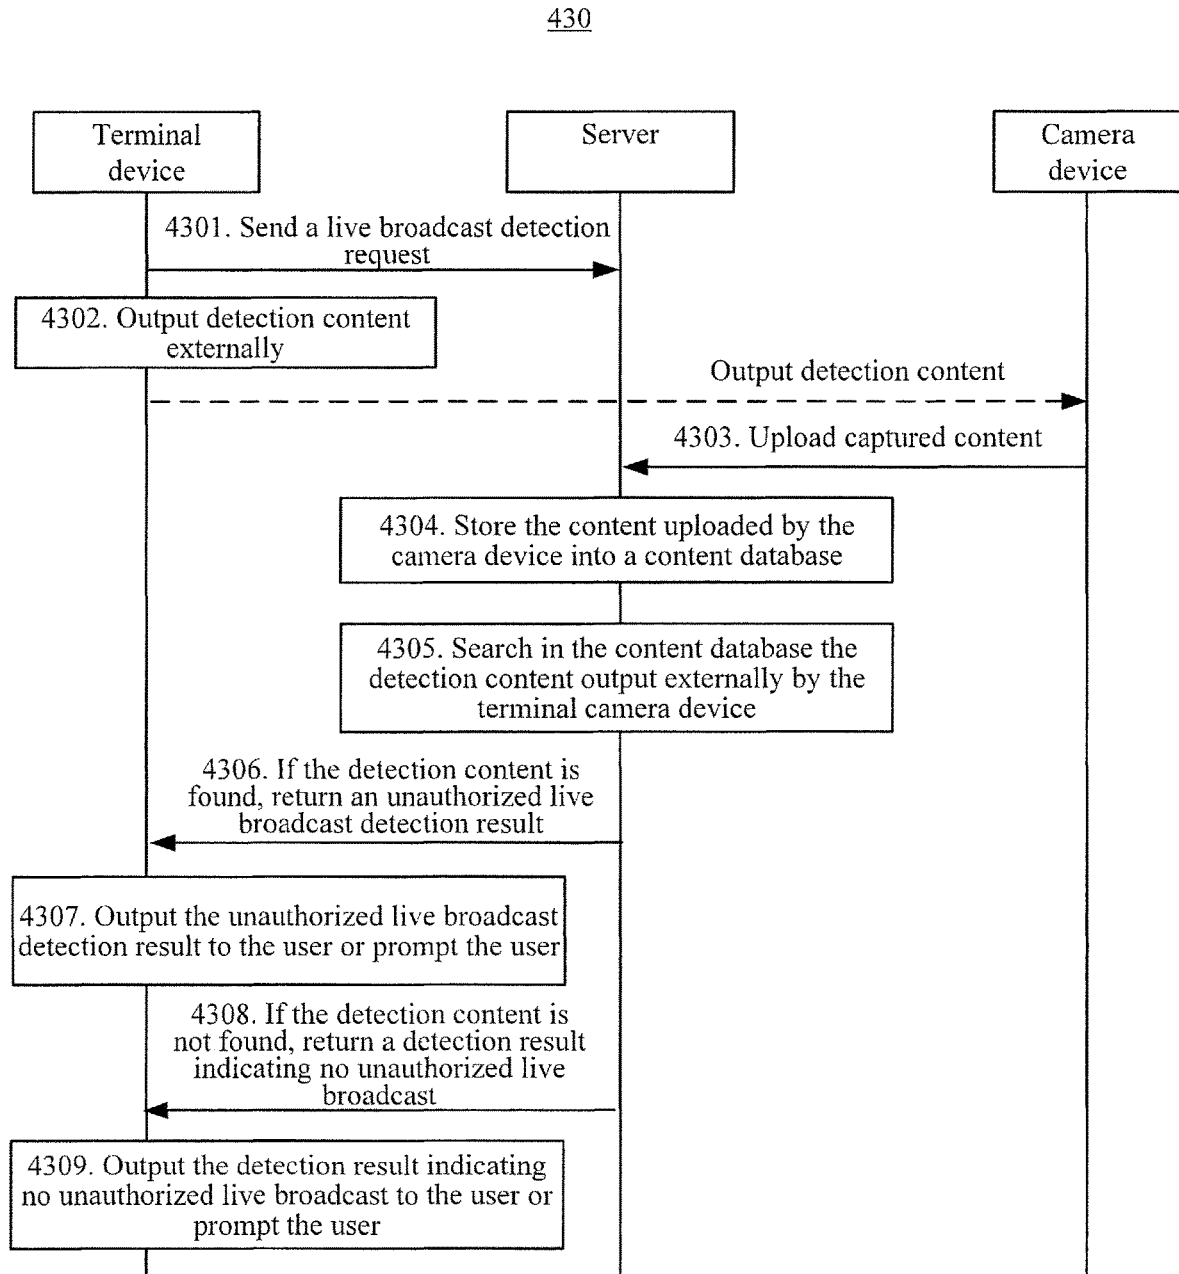 430
Terminal
device
Server
Camera
device
4301. Send a live broadcast detection
request
4302. Output detection content
externally
Output detection content
4303. Upload captured content
4304. Store the content uploaded by the
camera device into a content database
4305. Search in the content database the
detection content output externally by the
terminal camera device
4306. If the detection content is
found, return an unauthorized live
broadcast detection result
4307. Output the unauthorized live broadcast
detection result to the user or prompt the user
4308. If the detection content is
not found, return a detection result
indicating no unauthorized live
broadcast
4309. Output the detection result indicating
no unauthorized live broadcast to the user or
prompt the user